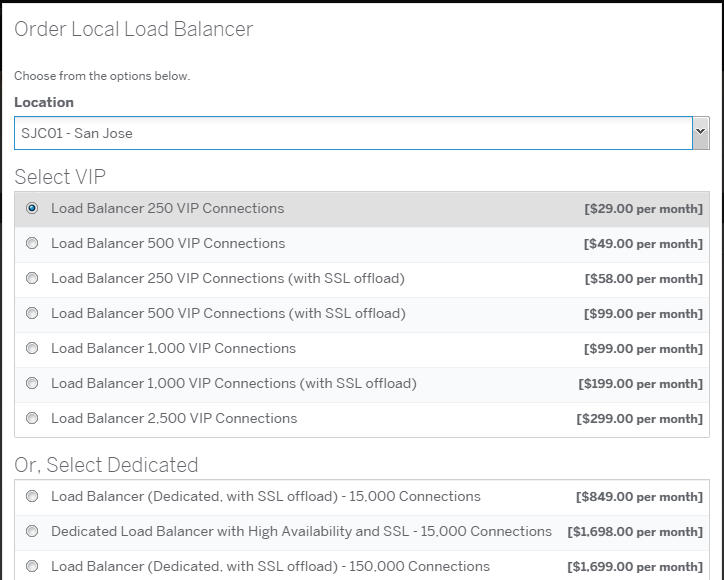 Order Local Load Balancer
Choose from the options below.
Location
SJC01 - San Jose
Select VIP
Load Balancer 250 VIP Connections [$29.00 per month]
Load Balancer 500 VIP Connections [$49.00 per month]
Load Balancer 250 VIP Connections (with SSL offload) [$58.00 per month]
Load Balancer 500 VIP Connections (with SSL offload) [$99.00 per month]
Load Balancer 1,000 VIP Connections [$99.00 per month]
Load Balancer 1,000 VIP Connections (with SSL offload) [$199.00 per month]
Load Balancer 2,500 VIP Connections [$299.00 per month]
Or, Select Dedicated
Load Balancer (Dedicated, with SSL offload) - 15,000 Connections [$849.00 per month]
Dedicated Load Balancer with High Availability and SSL - 15,000 Connections [$1,698.00 per month]
Load Balancer (Dedicated, with SSL offload) - 150,000 Connections [$1,699.00 per month]